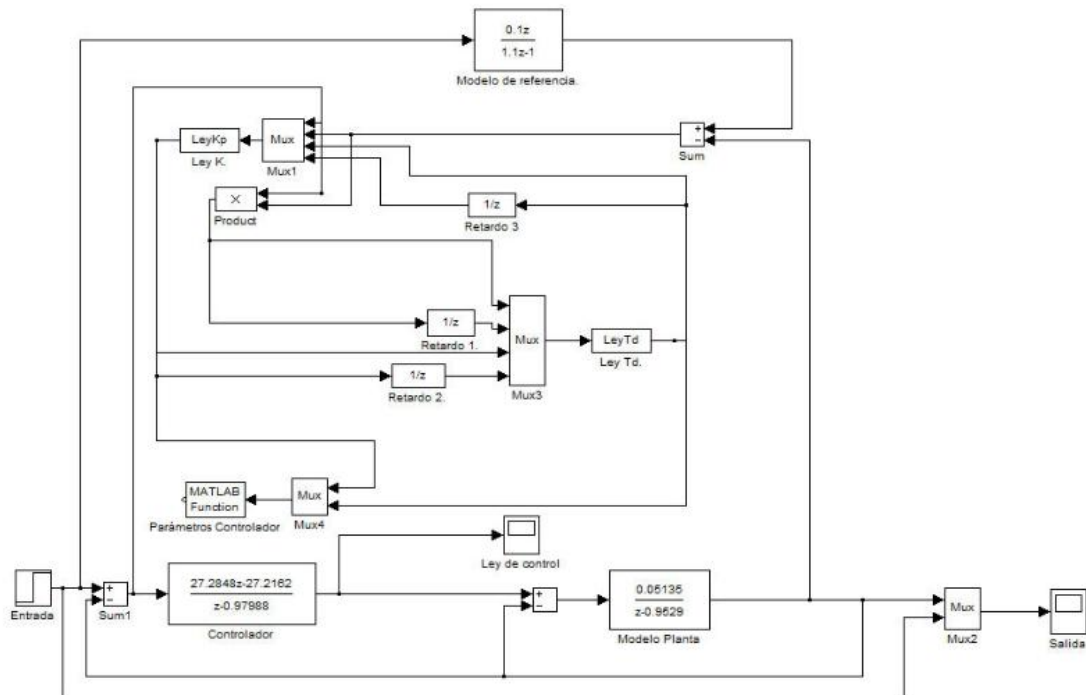 0.1z
1.1z-1
Modelo de referencia.
LeyKp
Ley K.
Mux
Mux1
+
−
Sum
X
Product
1/z
Retardo 3
1/z
Retardo 1.
Mux
Mux3
LeyTd
Ley Td.
1/z
Retardo 2.
MATLAB
Function
Parámetros Controlador
Mux
Mux4
Ley de control
Entrada
+
−
Sum1
27.2848z-27.2162
z-0.97988
Controlador
+
−
0.05135
z-0.9529
Modelo Planta
Mux
Mux2
Salida